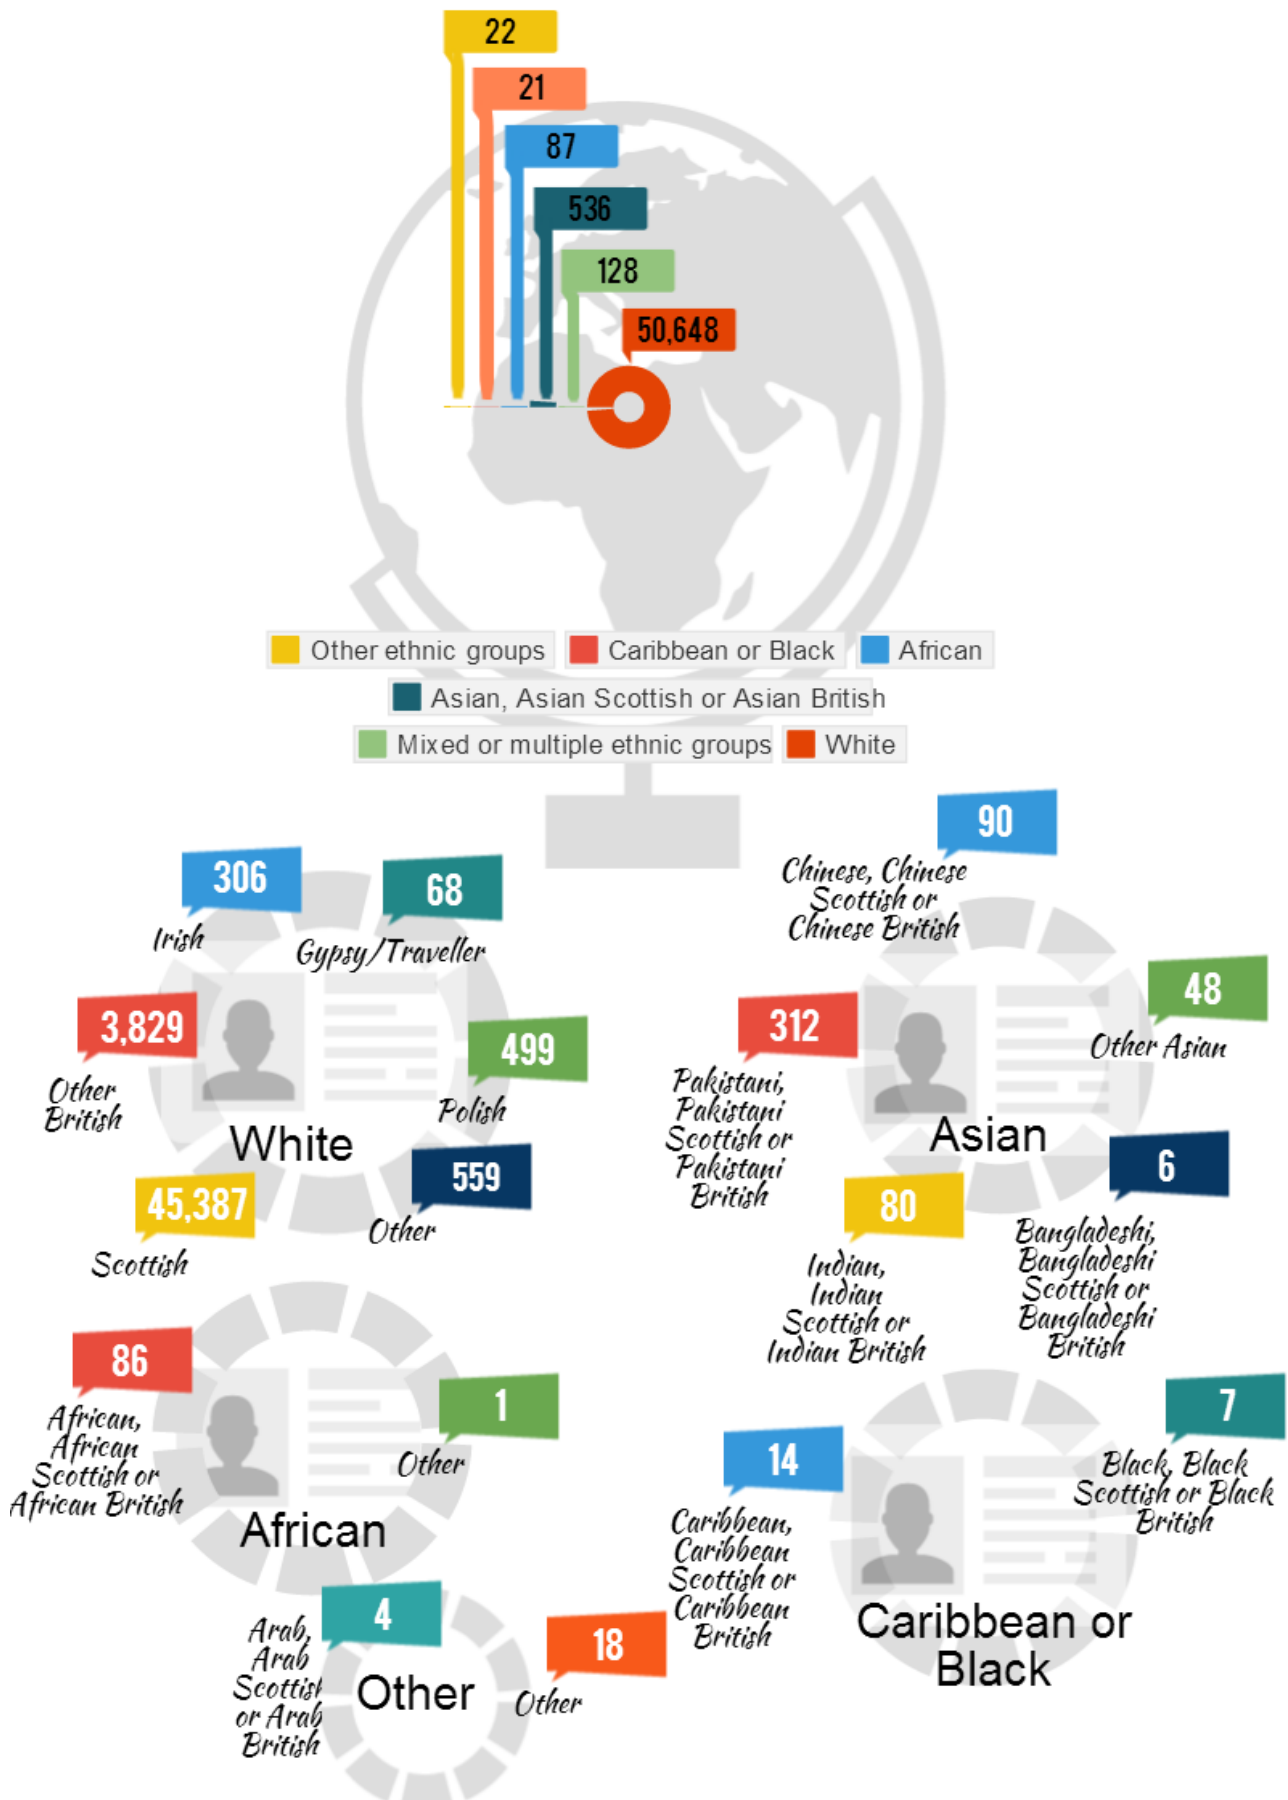 22
21
87
536
128
50,648
Other ethnic groups
Caribbean or Black
African
Asian, Asian Scottish or Asian British
Mixed or multiple ethnic groups
White
306
Irish
68
Gypsy/Traveller
3,829
Other
British
499
Polish
White
45,387
Scottish
559
Other
90
Chinese, Chinese
Scottish or
Chinese British
48
Other Asian
312
Pakistani,
Pakistani
Scottish or
Pakistani
British
Asian
80
Indian,
Indian
Scottish or
Indian British
6
Bangladeshi,
Bangladeshi
Scottish or
Bangladeshi
British
86
African,
African
Scottish or
African British
1
Other
African
14
Caribbean,
Caribbean
Scottish or
Caribbean
British
7
Black, Black
Scottish or Black
British
Caribbean or
Black
4
Arab,
Arab
Scottish
or Arab
British
Other
18
Other